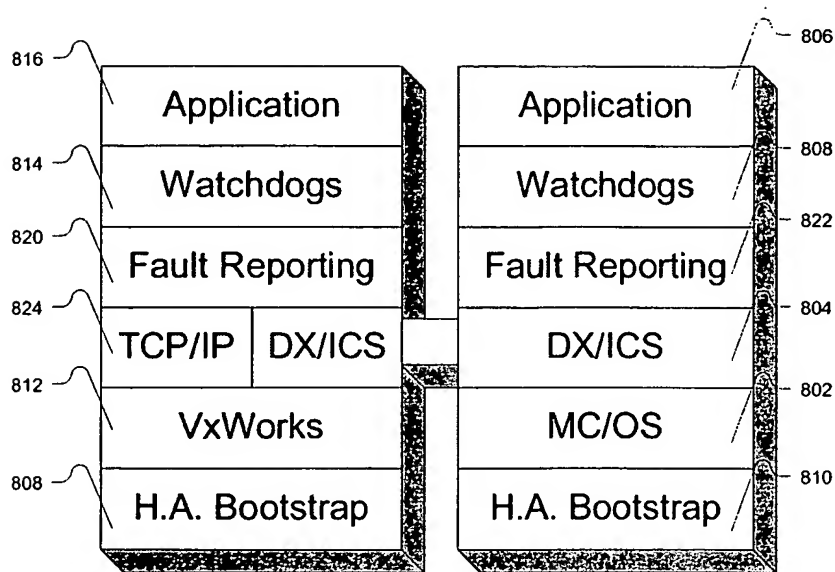 816 Application Application 806
814 Watchdogs Watchdogs 808
820 Fault Reporting Fault Reporting 822
824 TCP/IP DX/ICS DX/ICS 804
812 VxWorks MC/OS 802
808 H.A. Bootstrap H.A. Bootstrap 810